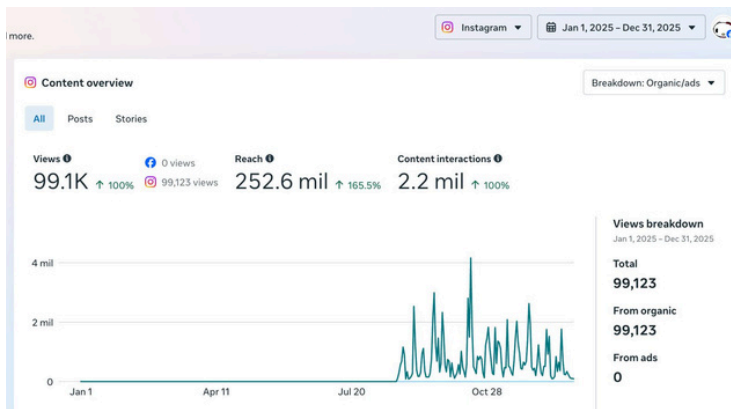 more.
Instagram
Jan 1, 2025 – Dec 31, 2025
Content overview
Breakdown: Organic/ads
All Posts Stories
Views
0 views
99.1K ↑ 100%
99,123 views
Reach
252.6 mil ↑ 165.5%
Content interactions
2.2 mil ↑ 100%
4 mil
2 mil
0
Jan 1 Apr 11 Jul 20 Oct 28
Views breakdown
Jan 1, 2025 – Dec 31, 2025
Total
99,123
From organic
99,123
From ads
0